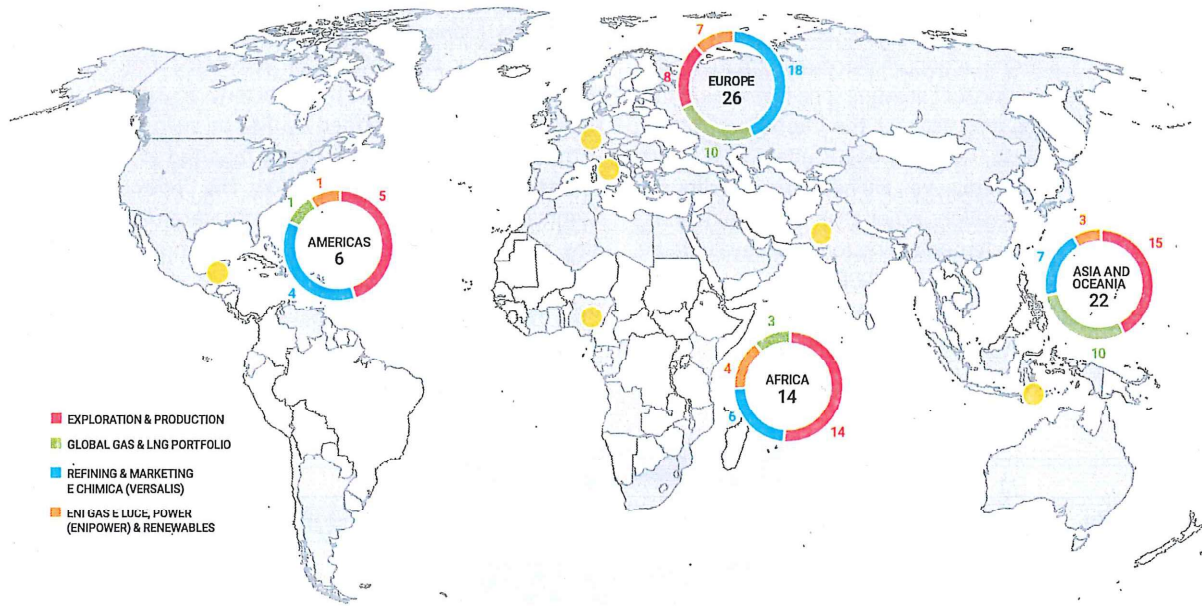 7
8
18
EUROPE
26
10
1
1
5
AMERICAS
6
4
3
7
15
ASIA AND
OCEANIA
22
10
3
4
AFRICA
14
6
14
EXPLORATION & PRODUCTION
GLOBAL GAS & LNG PORTFOLIO
REFINING & MARKETING
E CHIMICA (VERSALIS)
ENI GAS E LUCE, POWER
(ENIPOWER) & RENEWABLES